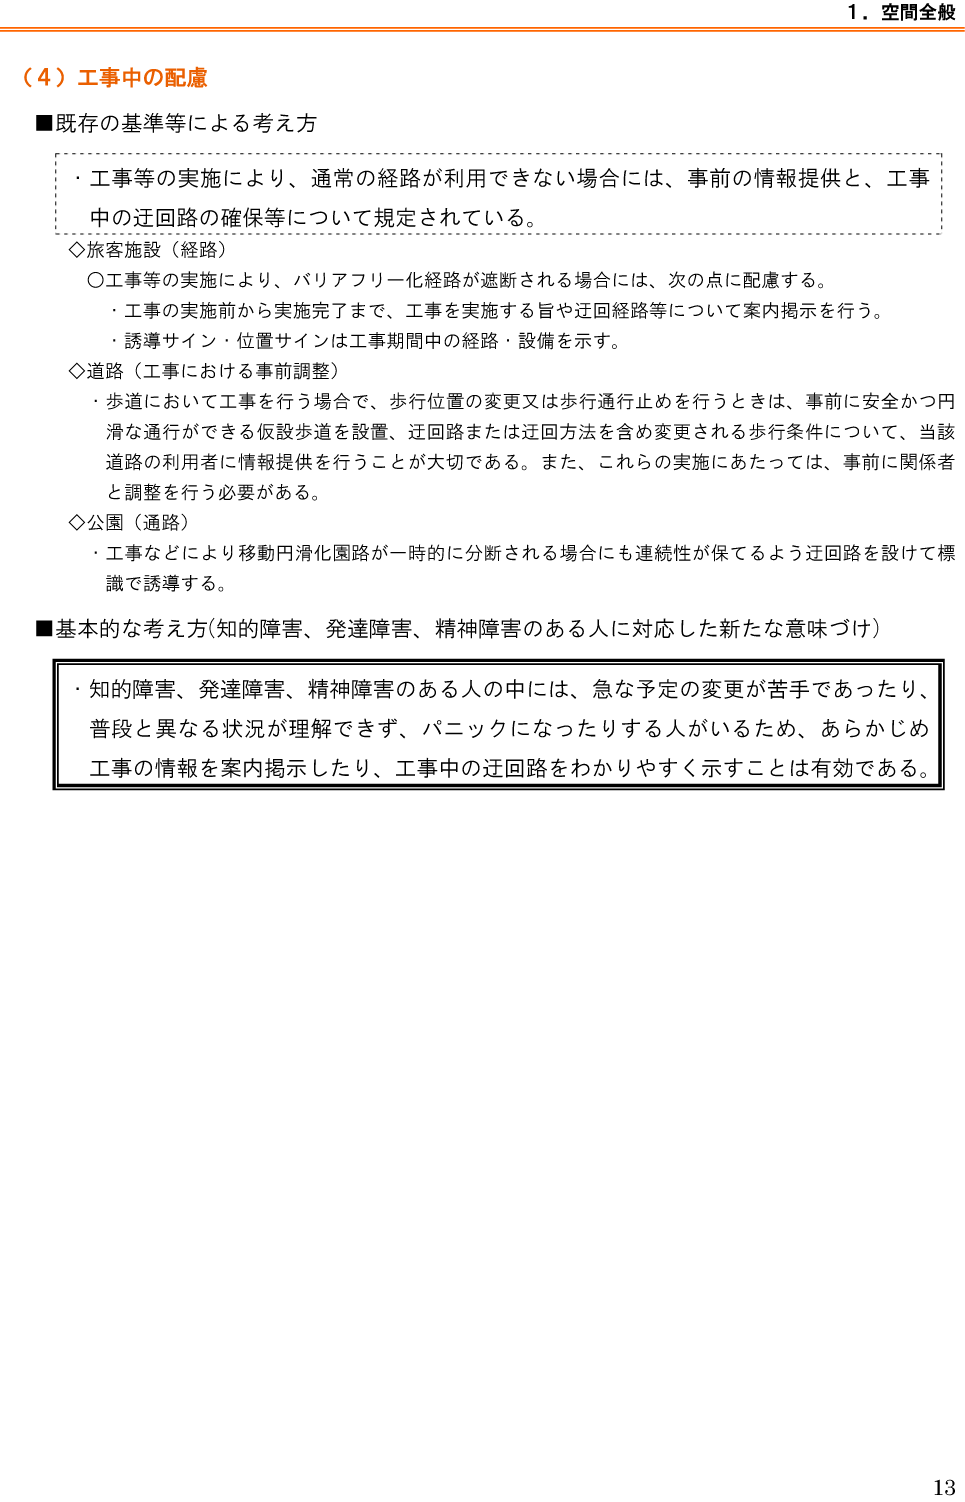 １．空間全般
（４）工事中の配慮
■既存の基準等による考え方
・工事等の実施により、通常の経路が利用できない場合には、事前の情報提供と、工事
中の迂回路の確保等について規定されている。
◇旅客施設（経路）
〇工事等の実施により、バリアフリー化経路が遮断される場合には、次の点に配慮する。
・工事の実施前から実施完了まで、工事を実施する旨や迂回経路等について案内掲示を行う。
・誘導サイン・位置サインは工事期間中の経路・設備を示す。
◇道路（工事における事前調整）
・歩道において工事を行う場合で、歩行位置の変更又は歩行通行止めを行うときは、事前に安全かつ円
滑な通行ができる仮設歩道を設置、迂回路または迂回方法を含め変更される歩行条件について、当該
道路の利用者に情報提供を行うことが大切である。また、これらの実施にあたっては、事前に関係者
と調整を行う必要がある。
◇公園（通路）
・工事などにより移動円滑化園路が一時的に分断される場合にも連続性が保てるよう迂回路を設けて標
識で誘導する。
■基本的な考え方(知的障害、発達障害、精神障害のある人に対応した新たな意味づけ）
・知的障害、発達障害、精神障害のある人の中には、急な予定の変更が苦手であったり、
普段と異なる状況が理解できず、パニックになったりする人がいるため、あらかじめ
工事の情報を案内掲示したり、工事中の迂回路をわかりやすく示すことは有効である。
13